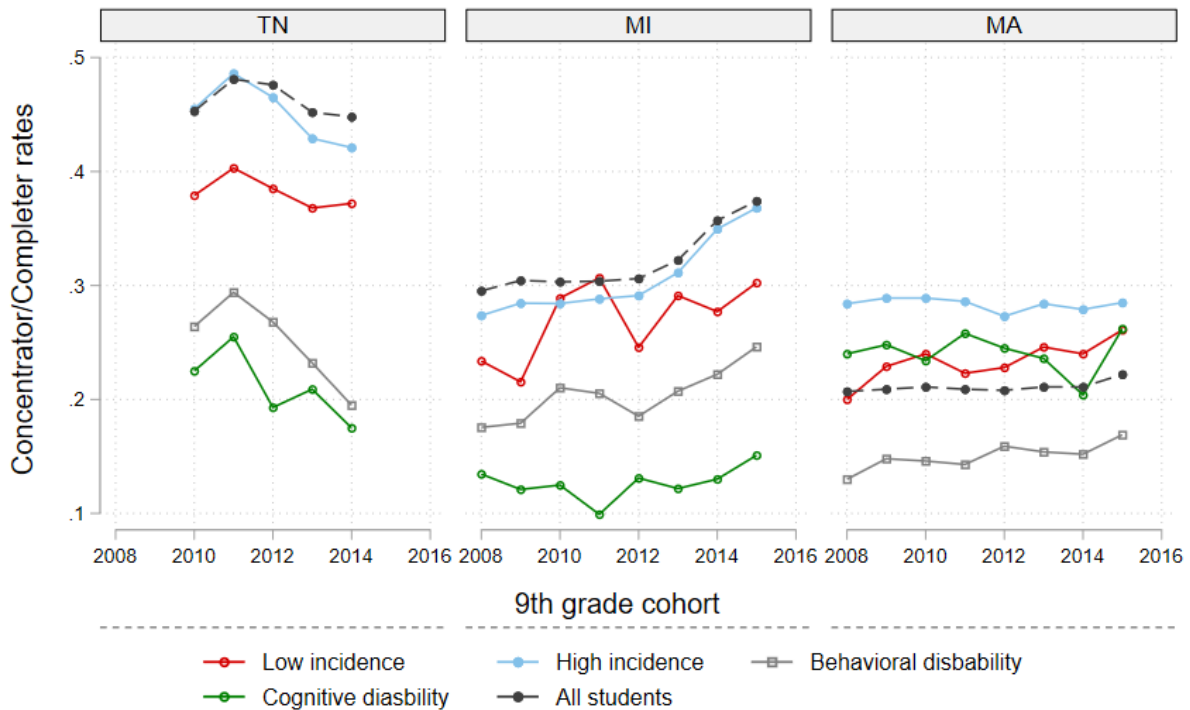 TN MI MA
Concentrator/Completer rates
.5
.4
.3
.2
.1
2008 2010 2012 2014 2016 2008 2010 2012 2014 2016 2008 2010 2012 2014 2016
9th grade cohort
Low incidence High incidence Behavioral disbability
Cognitive diasbility All students